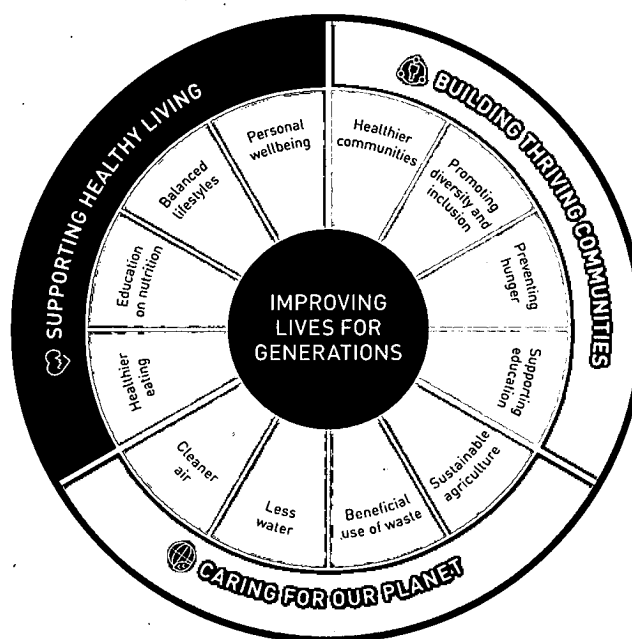 SUPPORTING HEALTHY LIVING
Personal
wellbeing
Balanced
lifestyles
Education
on nutrition
Healthier
eating
BUILDING THRIVING COMMUNITIES
Healthier
communities
Promoting
diversity and
inclusion
Preventing
hunger
Supporting
education
CARING FOR OUR PLANET
Sustainable
agriculture
Beneficial
use of waste
Less
water
Cleaner
air
IMPROVING
LIVES FOR
GENERATIONS